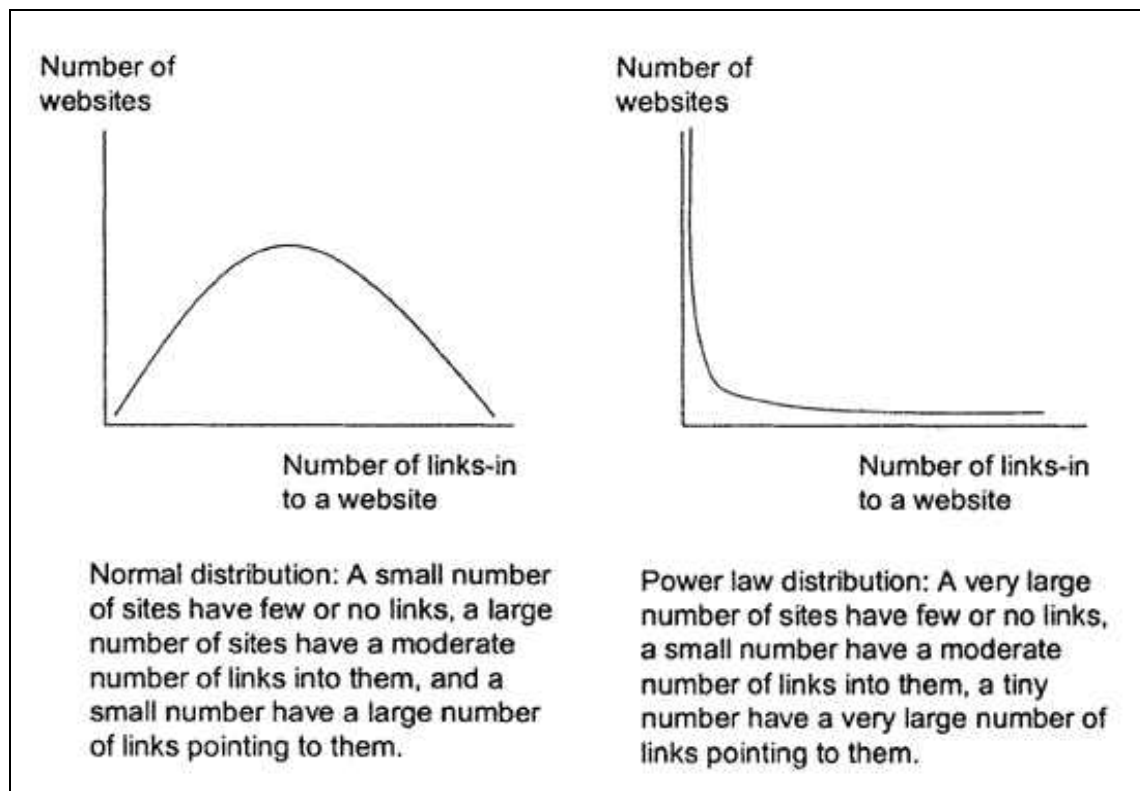 Number of
websites
Number of links-in
to a website
Normal distribution: A small number
of sites have few or no links, a large
number of sites have a moderate
number of links into them, and a
small number have a large number
of links pointing to them.
Number of
websites
Number of links-in
to a website
Power law distribution: A very large
number of sites have few or no links,
a small number have a moderate
number of links into them, a tiny
number have a very large number of
links pointing to them.